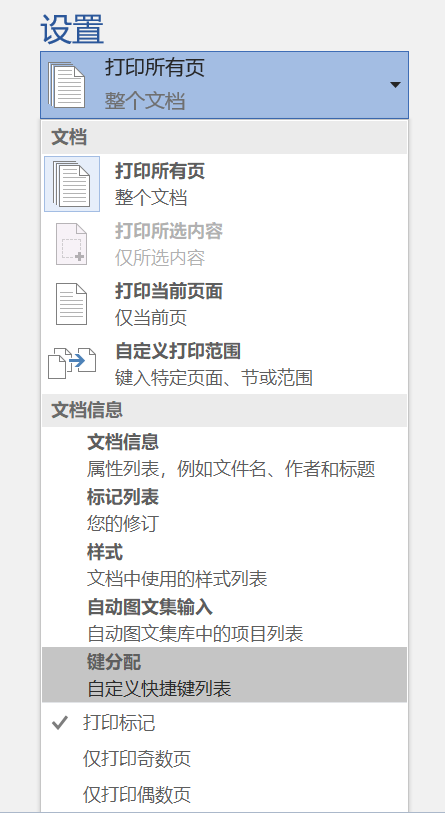 设置
打印所有页
整个文档
文档
打印所有页
整个文档
打印所选内容
仅所选内容
打印当前页面
仅当前页
自定义打印范围
键入特定页面、节或范围
文档信息
文档信息
属性列表，例如文件名、作者和标题
标记列表
您的修订
样式
文档中使用的样式列表
自动图文集输入
自动图文集库中的项目列表
键分配
自定义快捷键列表
打印标记
仅打印奇数页
仅打印偶数页